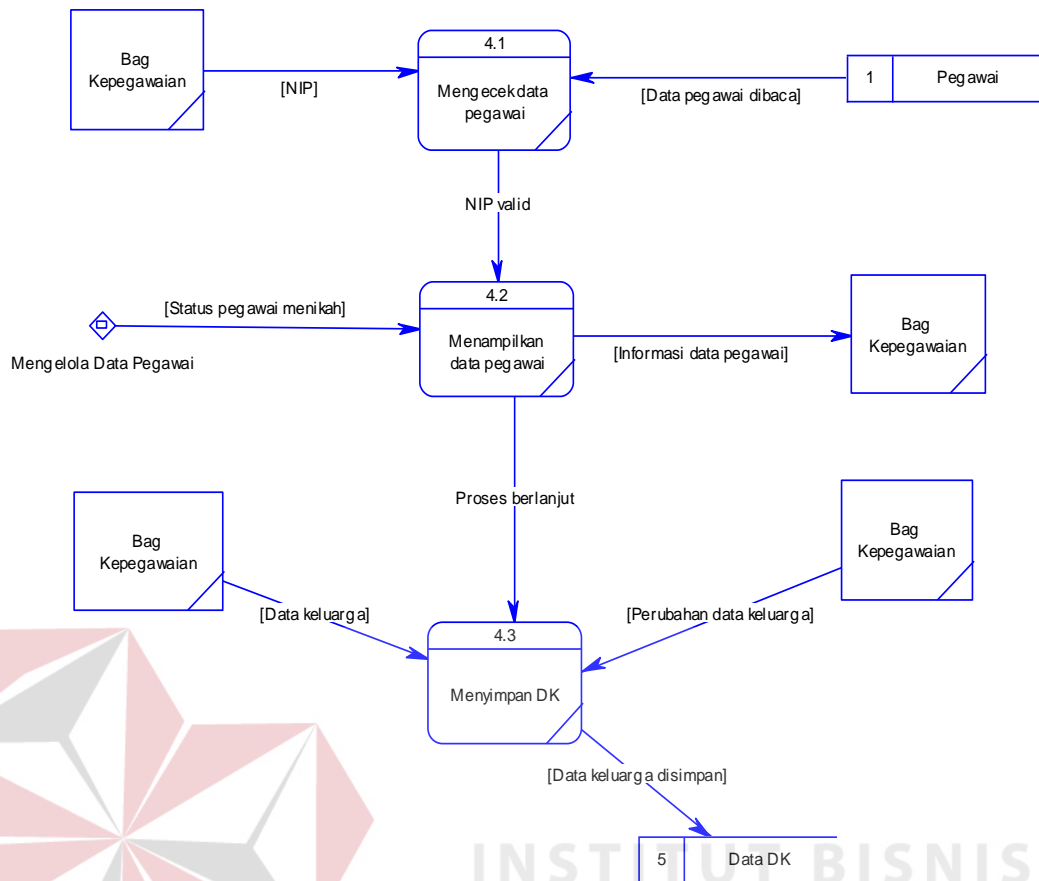 Bag
Kepegawaian
[NIP]
4.1
Mengecek data
pegawai
[Data pegawai dibaca]
1
Pegawai
NIP valid
[Status pegawai menikah]
Mengelola Data Pegawai
4.2
Menampilkan
data pegawai
[Informasi data pegawai]
Bag
Kepegawaian
Proses berlanjut
Bag
Kepegawaian
[Data keluarga]
Bag
Kepegawaian
[Perubahan data keluarga]
4.3
Menyimpan DK
[Data keluarga disimpan]
5
Data DK
INSTITUT BISNIS